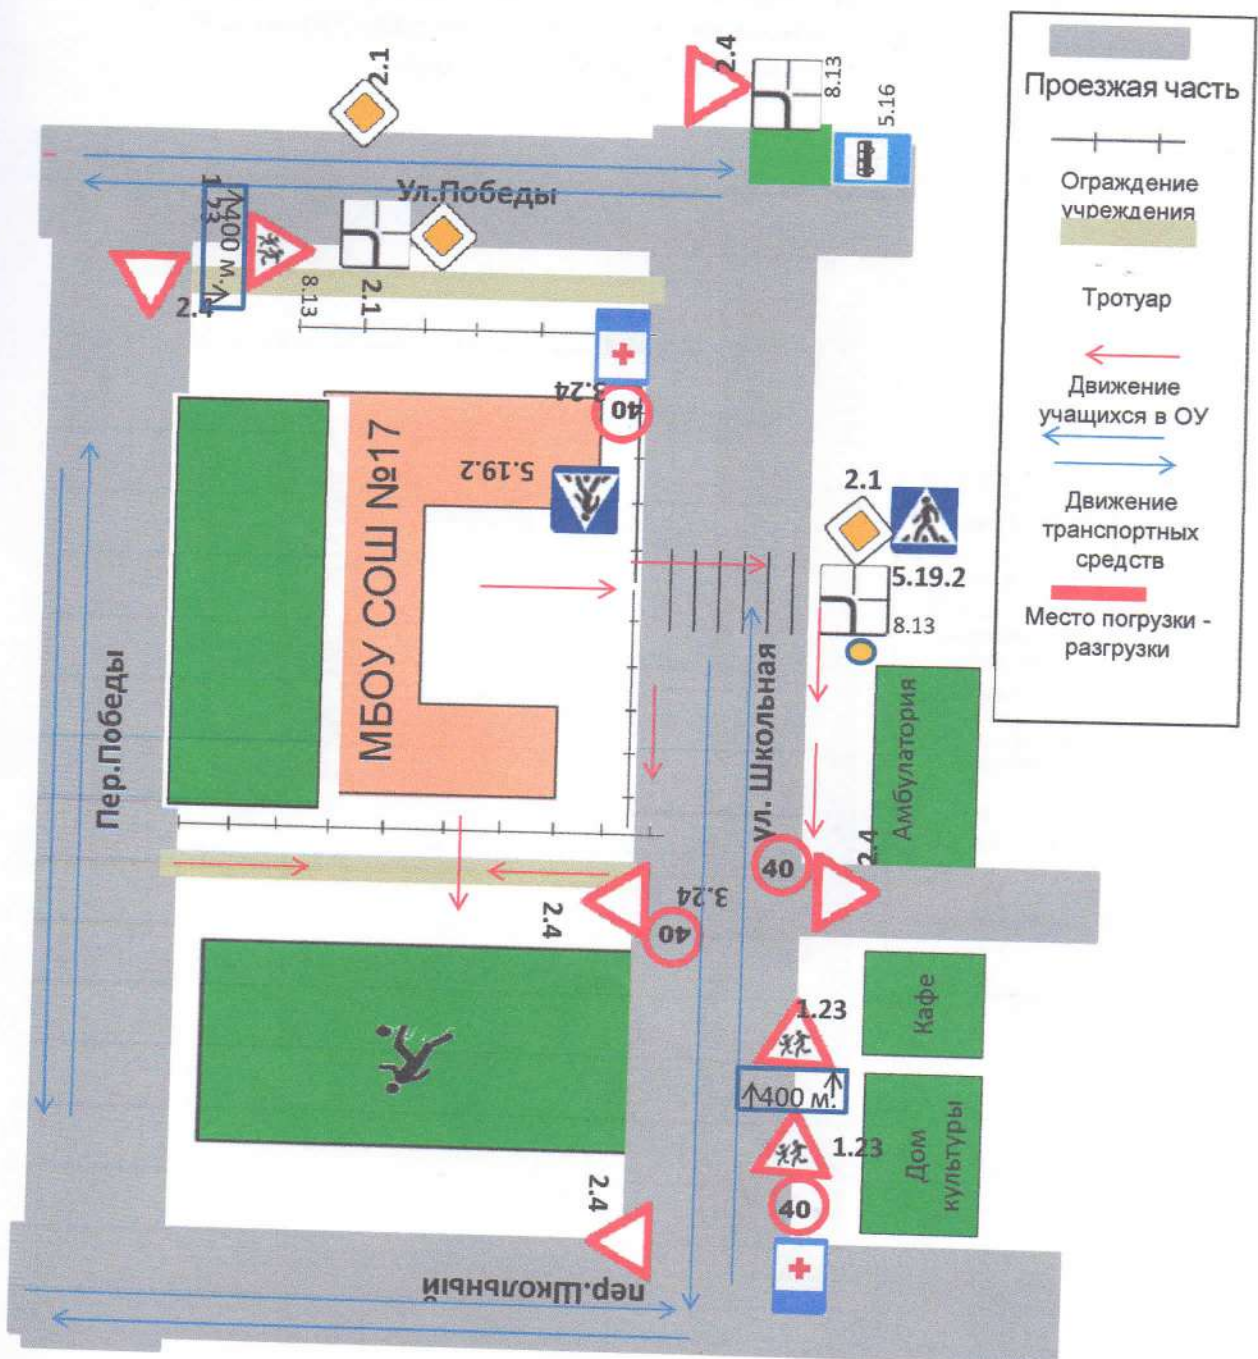 2.1
2.4
8.13
5.16
Ул.Победы
1.23
400 м.
2.4
8.13
2.1
3.24
40
5.19.2
МБОУ СОШ №17
2.1
5.19.2
8.13
Пер.Победы
ул. Школьная
Амбулатория
2.4
40
3.24
40
2.4
Кафе
1.23
400 м.
1.23
Дом
культуры
40
2.4
пер.Школьный
Проезжая часть
Ограждение
учреждения
Тротуар
Движение
учащихся в ОУ
Движение
транспортных
средств
Место погрузки -
разгрузки